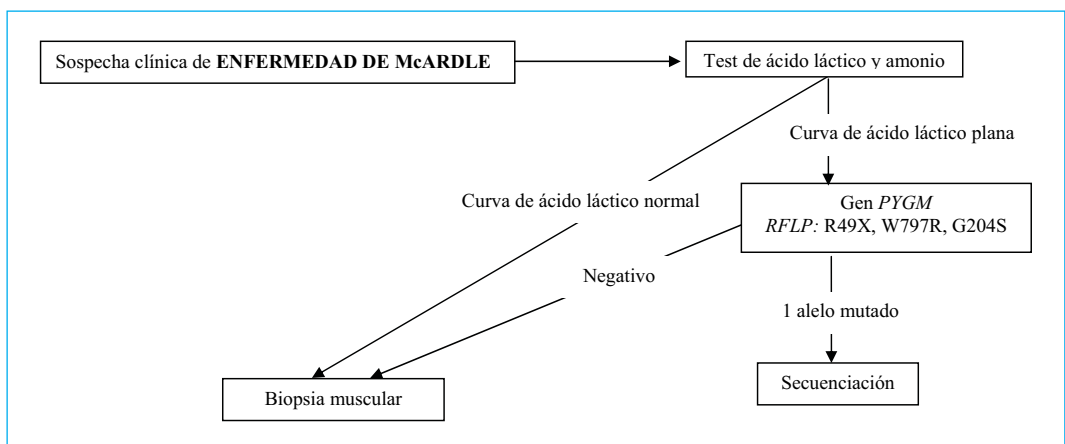 Sospecha clínica de ENFERMEDAD DE McARDLE
Test de ácido láctico y amonio
Curva de ácido láctico plana
Curva de ácido láctico normal
Gen PYGM
RFLP: R49X, W797R, G204S
Negativo
1 alelo mutado
Biopsia muscular
Secuenciación